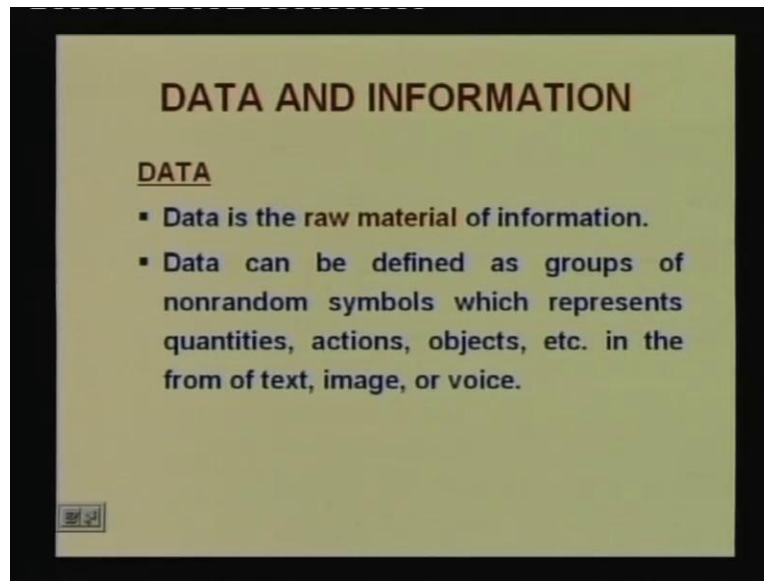 DATA AND INFORMATION
DATA
▪ Data is the raw material of information.
▪ Data can be defined as groups of
nonrandom symbols which represents
quantities, actions, objects, etc. in the
from of text, image, or voice.